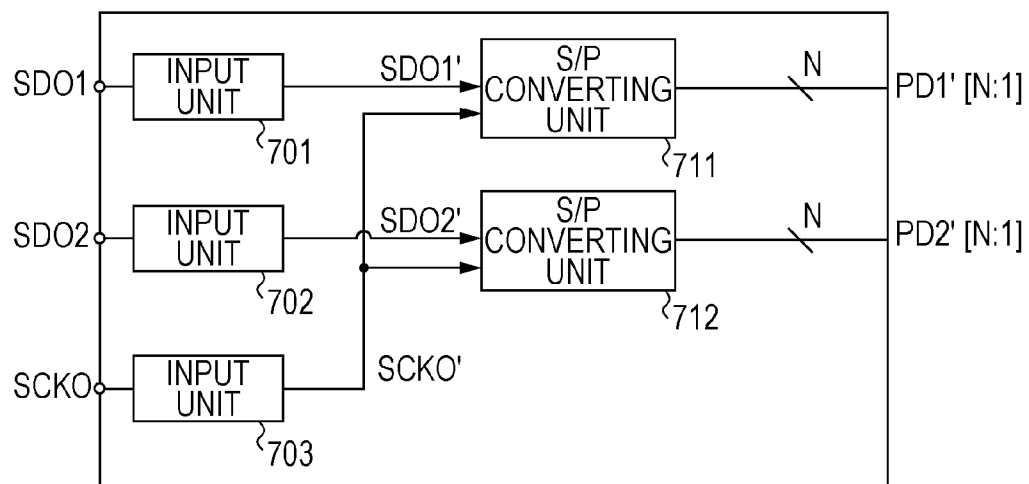 SDO1
INPUT
UNIT
701
SDO1'
S/P
CONVERTING
UNIT
711
N
PD1' [N:1]
SDO2
INPUT
UNIT
702
SDO2'
S/P
CONVERTING
UNIT
712
N
PD2' [N:1]
SCKO
INPUT
UNIT
703
SCKO'